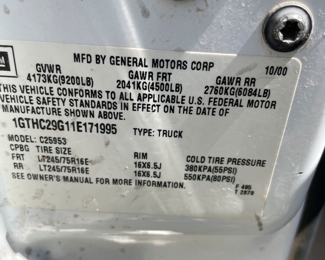 GM
MFD BY GENERAL MOTORS CORP 10/00
GVWR GAWR FRT GAWR RR
4173KG(9200LB) 2041KG(4500LB) 2760KG(6084LB)
THIS VEHICLE CONFORMS TO ALL APPLICABLE U.S. FEDERAL MOTOR
VEHICLE SAFETY STANDARDS IN EFFECT ON THE DATE OF
MANUFACTURE SHOWN ABOVE.
1GTHC29G11E171995 TYPE: TRUCK
MODEL: C25953
CPBG TIRE SIZE RIM COLD TIRE PRESSURE
FRT LT245/75R16E 16X6.5J 380KPA(55PSI)
RR LT245/75R16E 16X6.5J 550KPA(80PSI)
SEE OWNER'S MANUAL FOR MORE INFORMATION